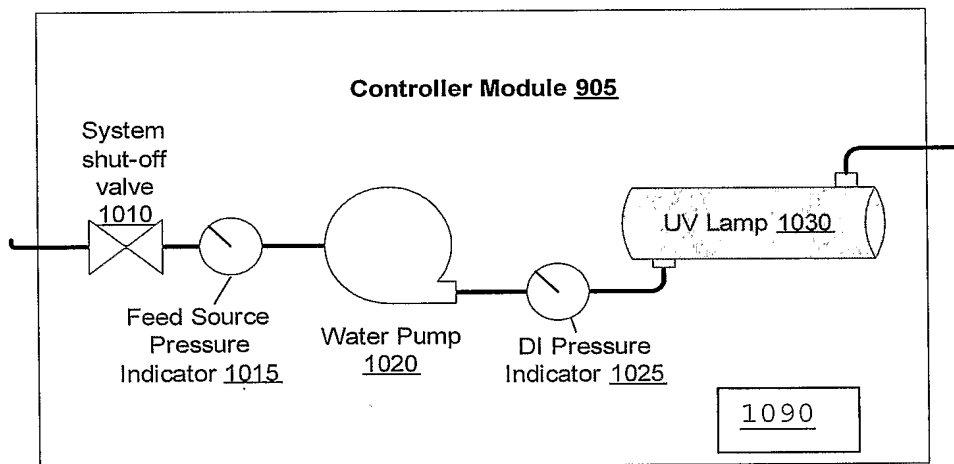 Controller Module 905
System
shut-off
valve
1010
UV Lamp 1030
Feed Source
Pressure
Indicator 1015
Water Pump
1020
DI Pressure
Indicator 1025
1090